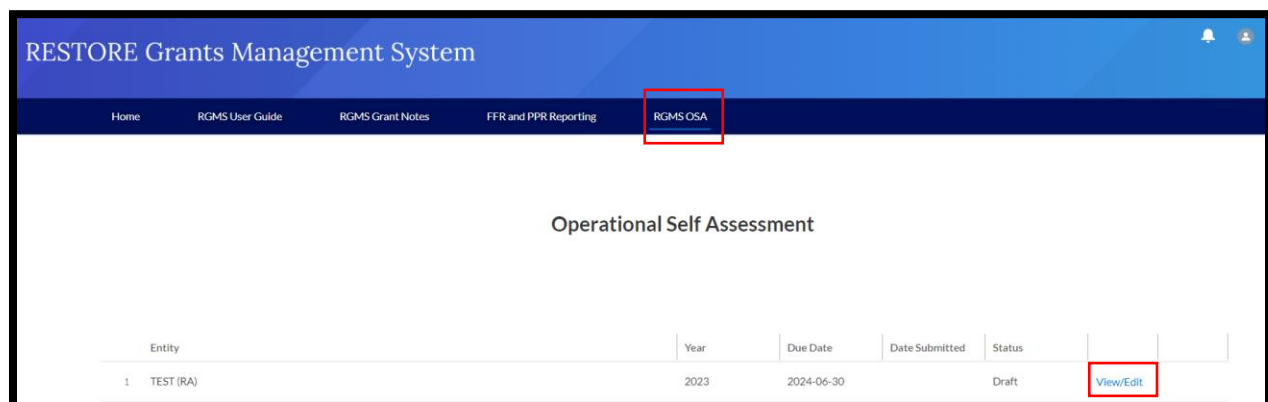 RESTORE Grants Management System
Home RGMS User Guide RGMS Grant Notes FFR and PPR Reporting RGMS OSA
Operational Self Assessment
Entity Year Due Date Date Submitted Status
1 TEST (RA) 2023 2024-06-30 Draft View/Edit